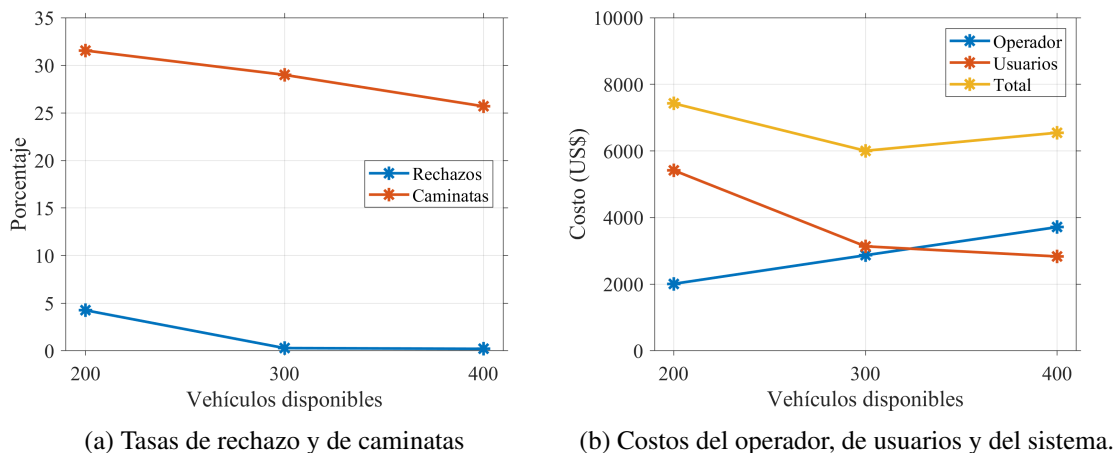 35
30
25
20
15
10
5
0
Porcentaje
Rechazos
Caminatas
200
300
400
Vehículos disponibles
(a) Tasas de rechazo y de caminatas
10000
8000
6000
4000
2000
0
Costo (US$)
Operador
Usuarios
Total
200
300
400
Vehículos disponibles
(b) Costos del operador, de usuarios y del sistema.